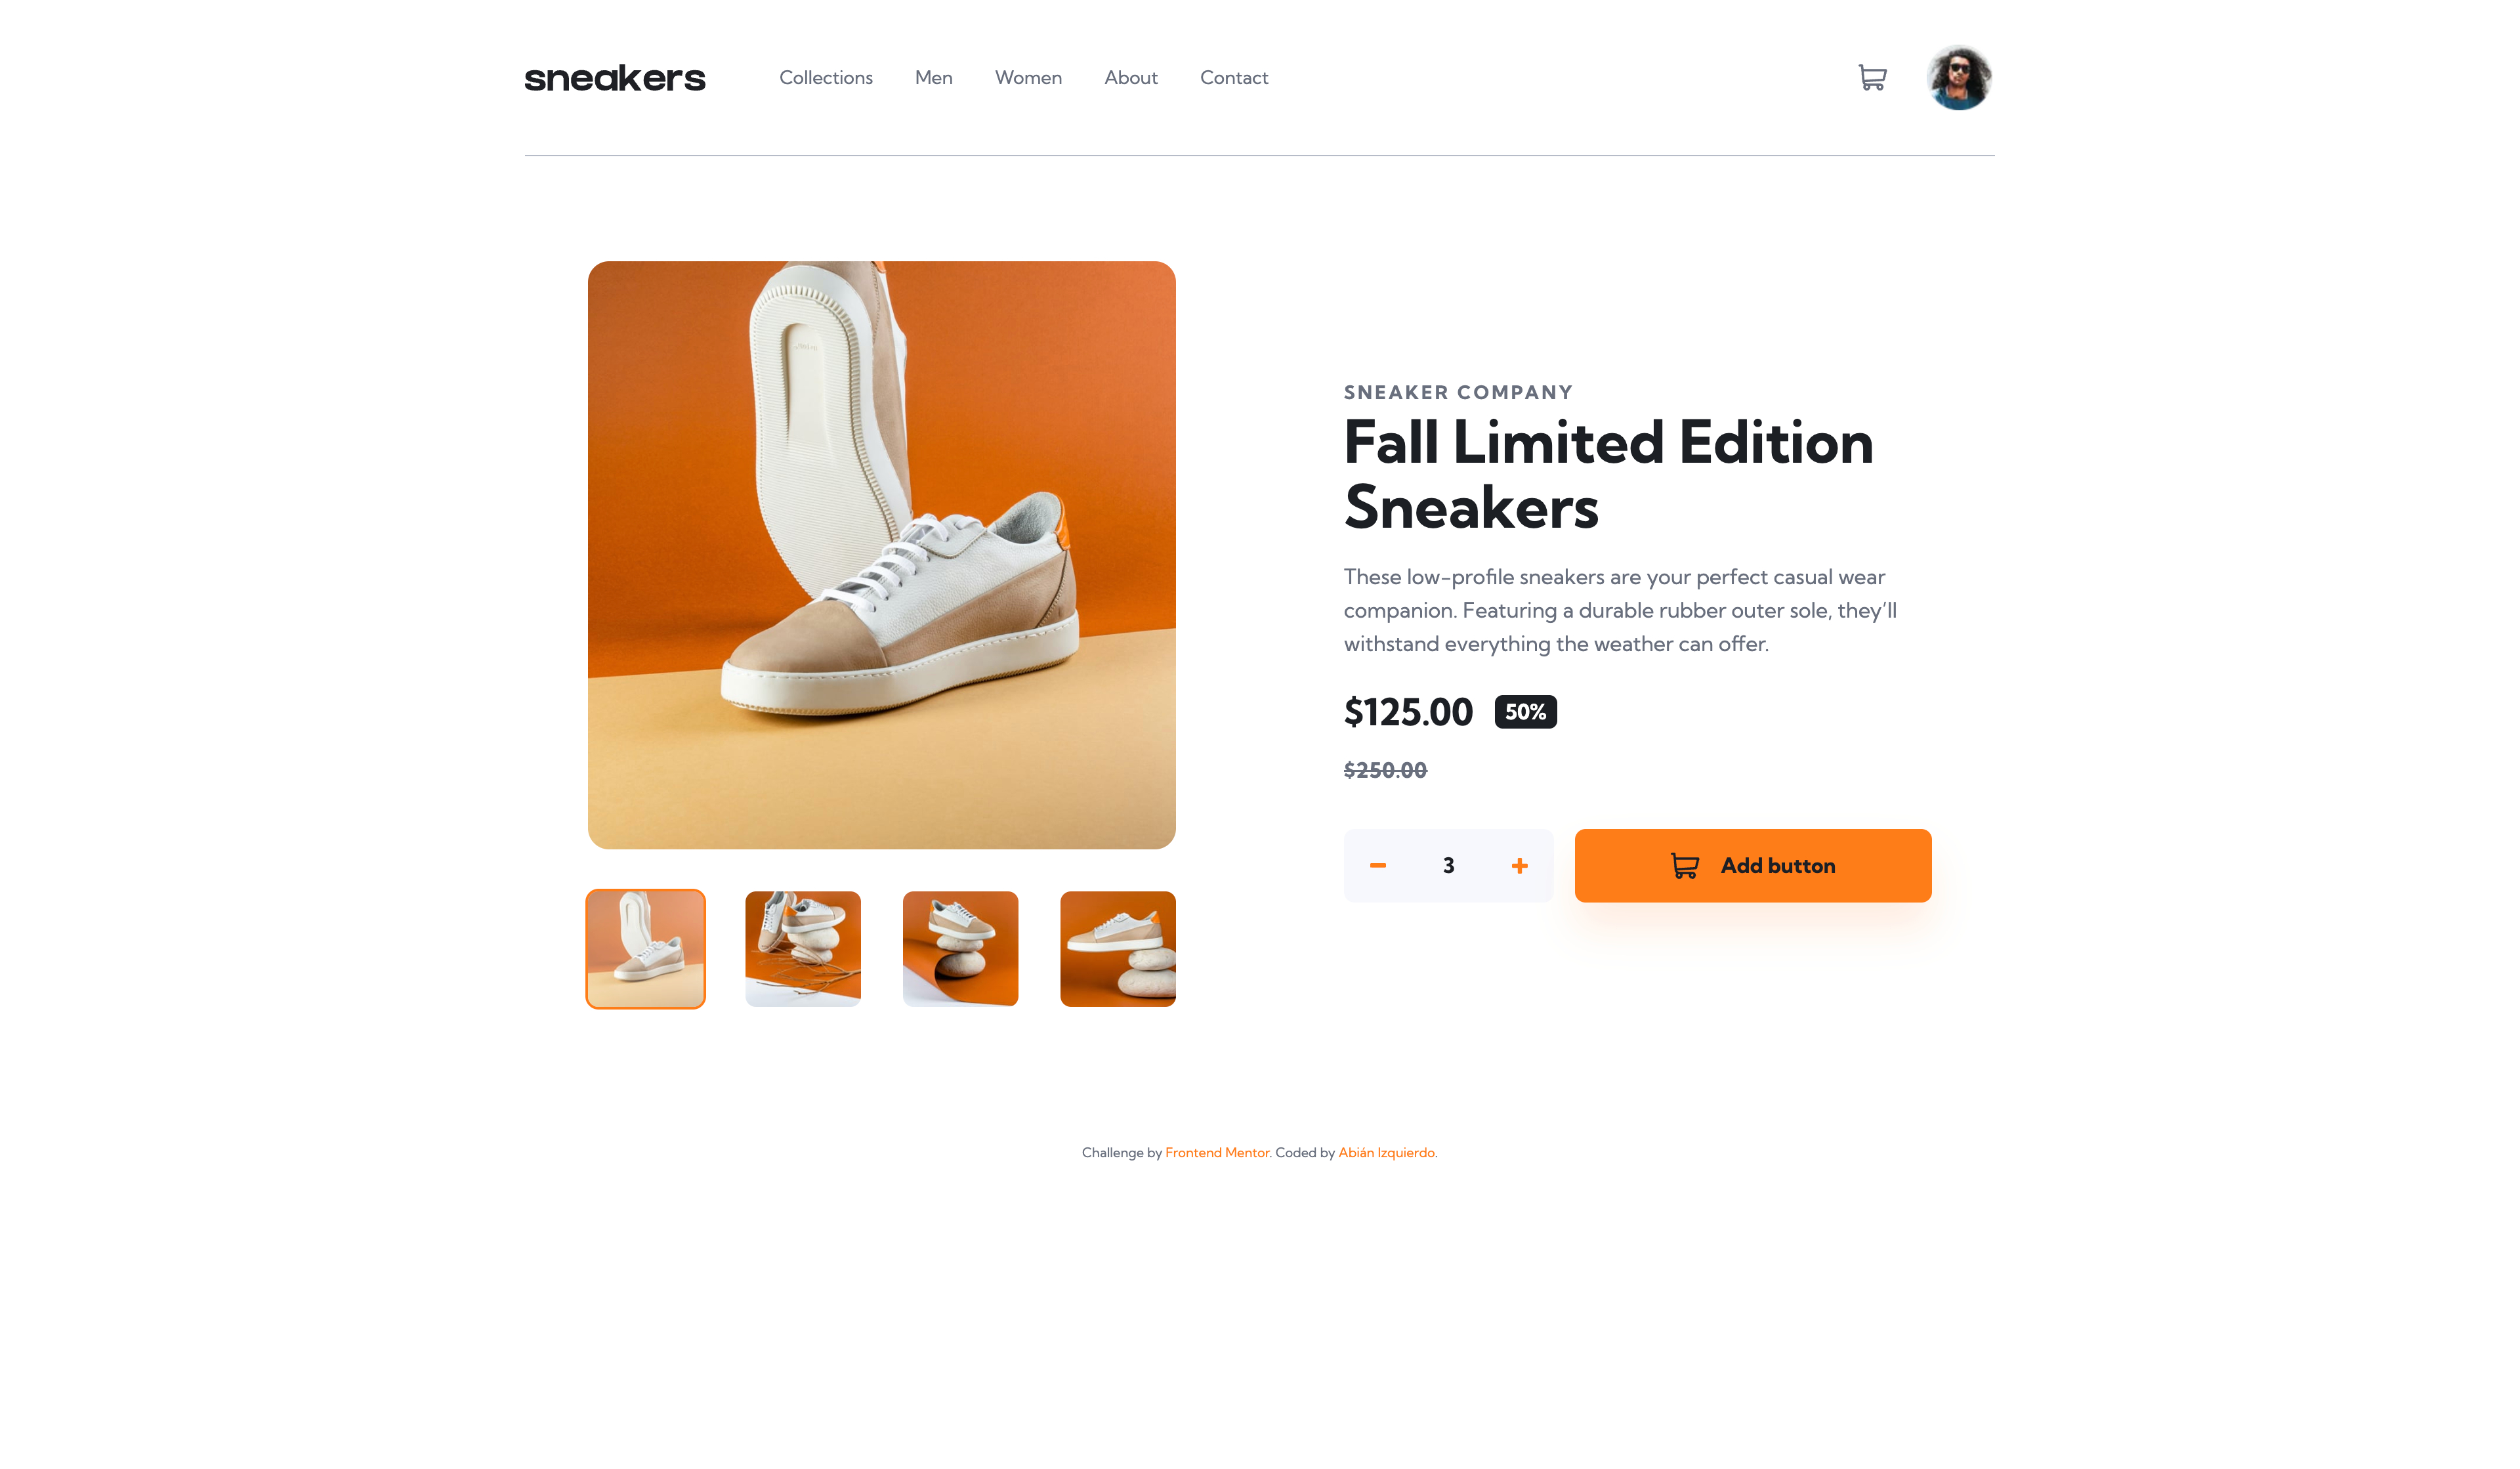 sneakers
Collections
Men
Women
About
Contact
SNEAKER COMPANY
Fall Limited Edition
Sneakers
These low-profile sneakers are your perfect casual wear
companion. Featuring a durable rubber outer sole, they’ll
withstand everything the weather can offer.
$125.00 50%
$250.00
3
Add button
Challenge by Frontend Mentor. Coded by Abián Izquierdo.